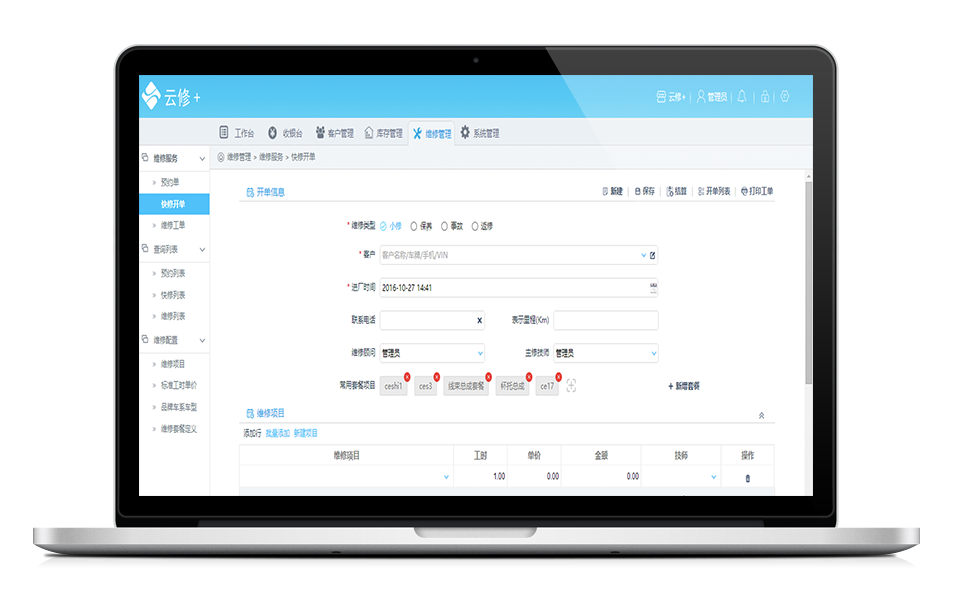 云修+
云修+ 管理员
工作台 收银台 客户管理 库存管理 维修管理 系统管理
维修服务
预约单
快修开单
维修工单
查询列表
预约列表
快修列表
维修列表
维修配置
维修项目
标准工时单价
品牌车系车型
维修套餐定义
维修管理 > 维修服务 > 快修开单
开单信息 新建 保存 结算 开单列表 打印工单
* 维修类型 小修 保养 事故 返修
* 客户 客户名称/车牌/手机/VIN
* 进厂时间 2016-10-27 14:41
联系电话 表示里程(Km)
维修顾问 管理员 主修技师 管理员
常用套餐项目 ceshi1 ces3 线束总成套餐 杯托总成 ce17 + 新增套餐
维修项目
添加行 批量添加 新建项目
维修项目 工时 单价 金额 技师 操作
1.00 0.00 0.00